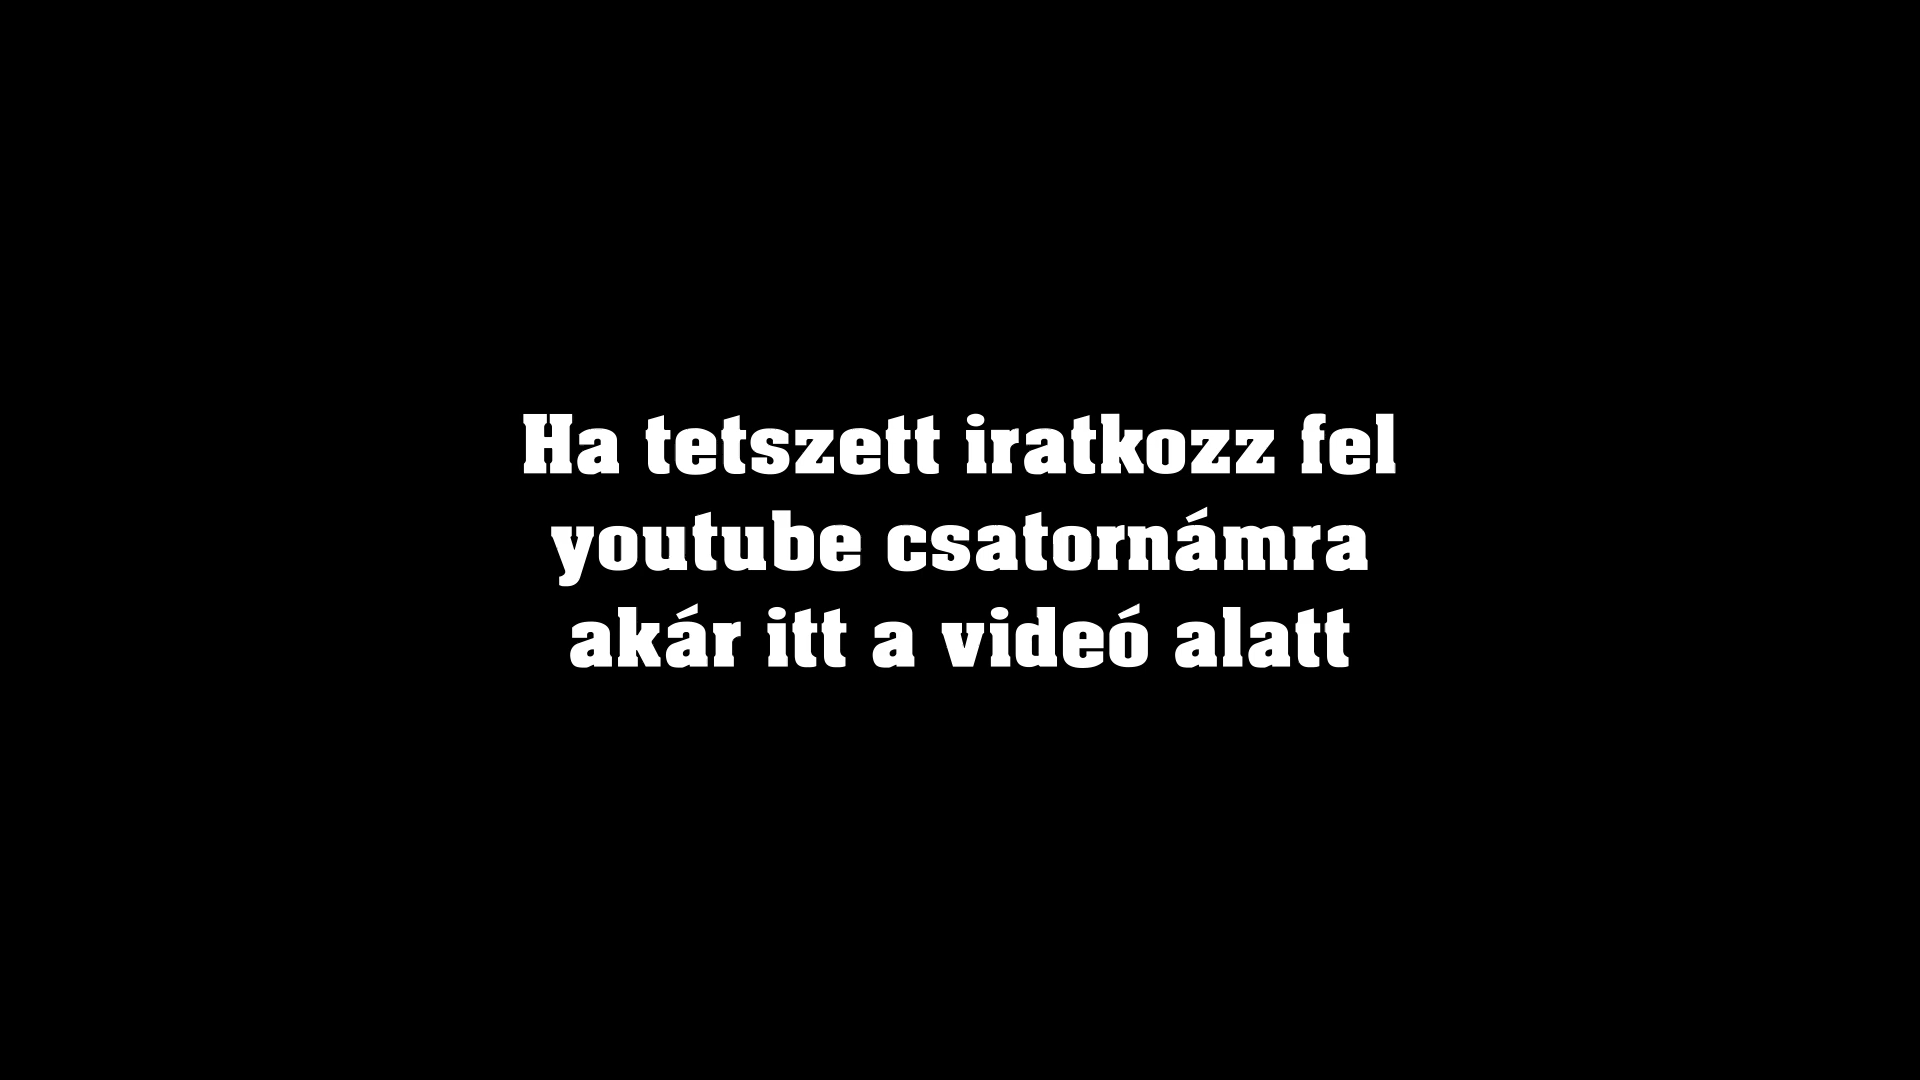 Ha tetszett iratkozz fel
youtube csatornámra
akár itt a videó alatt